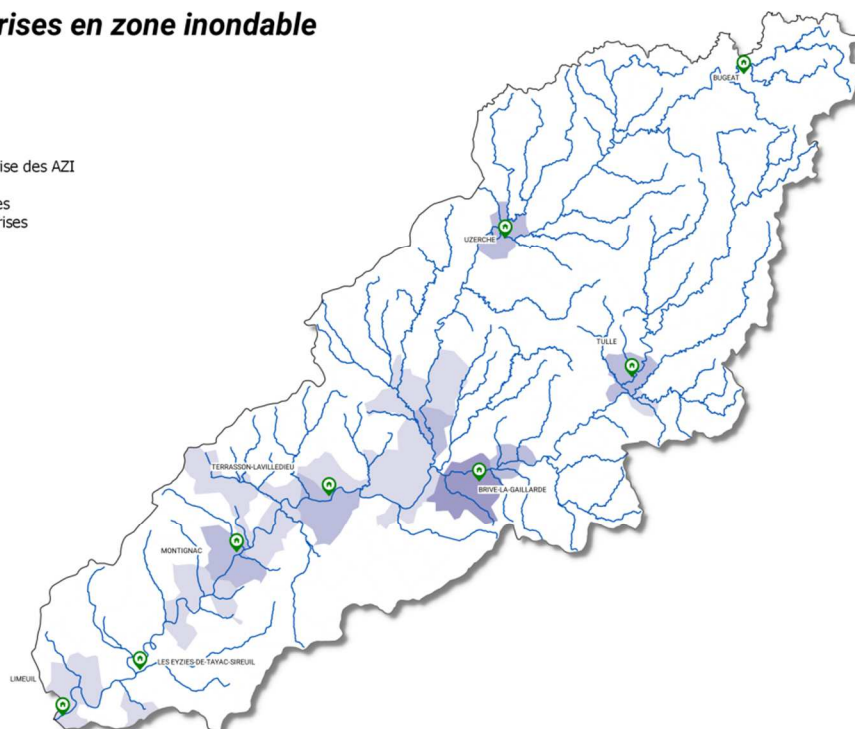 rises en zone inondable
BUGEAT
ise des AZI
es
rises
UZERCHE
TULLE
TERRASSON-LAVILLEDIEU
BRIVE-LA-GAILLARDE
MONTIGNAC
LES EYZIES-DE-TAYAC-SIREUIL
LIMEUIL